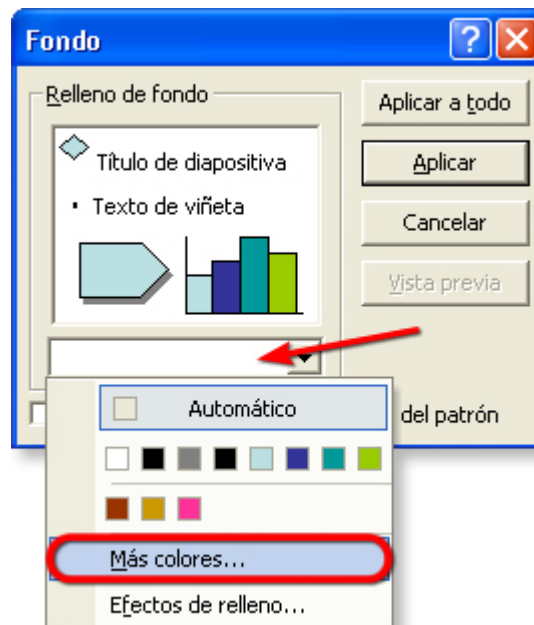 Fondo
Relleno de fondo
Título de diapositiva
Texto de viñeta
Aplicar a todo
Aplicar
Cancelar
Vista previa
Automático
del patrón
Más colores...
Efectos de relleno...